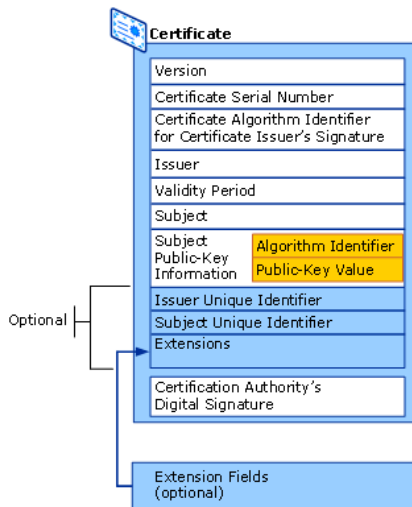 Certificate
Version
Certificate Serial Number
Certificate Algorithm Identifier
for Certificate Issuer's Signature
Issuer
Validity Period
Subject
Subject
Public-Key
Information
Algorithm Identifier
Public-Key Value
Optional
Issuer Unique Identifier
Subject Unique Identifier
Extensions
Certification Authority's
Digital Signature
Extension Fields
(optional)